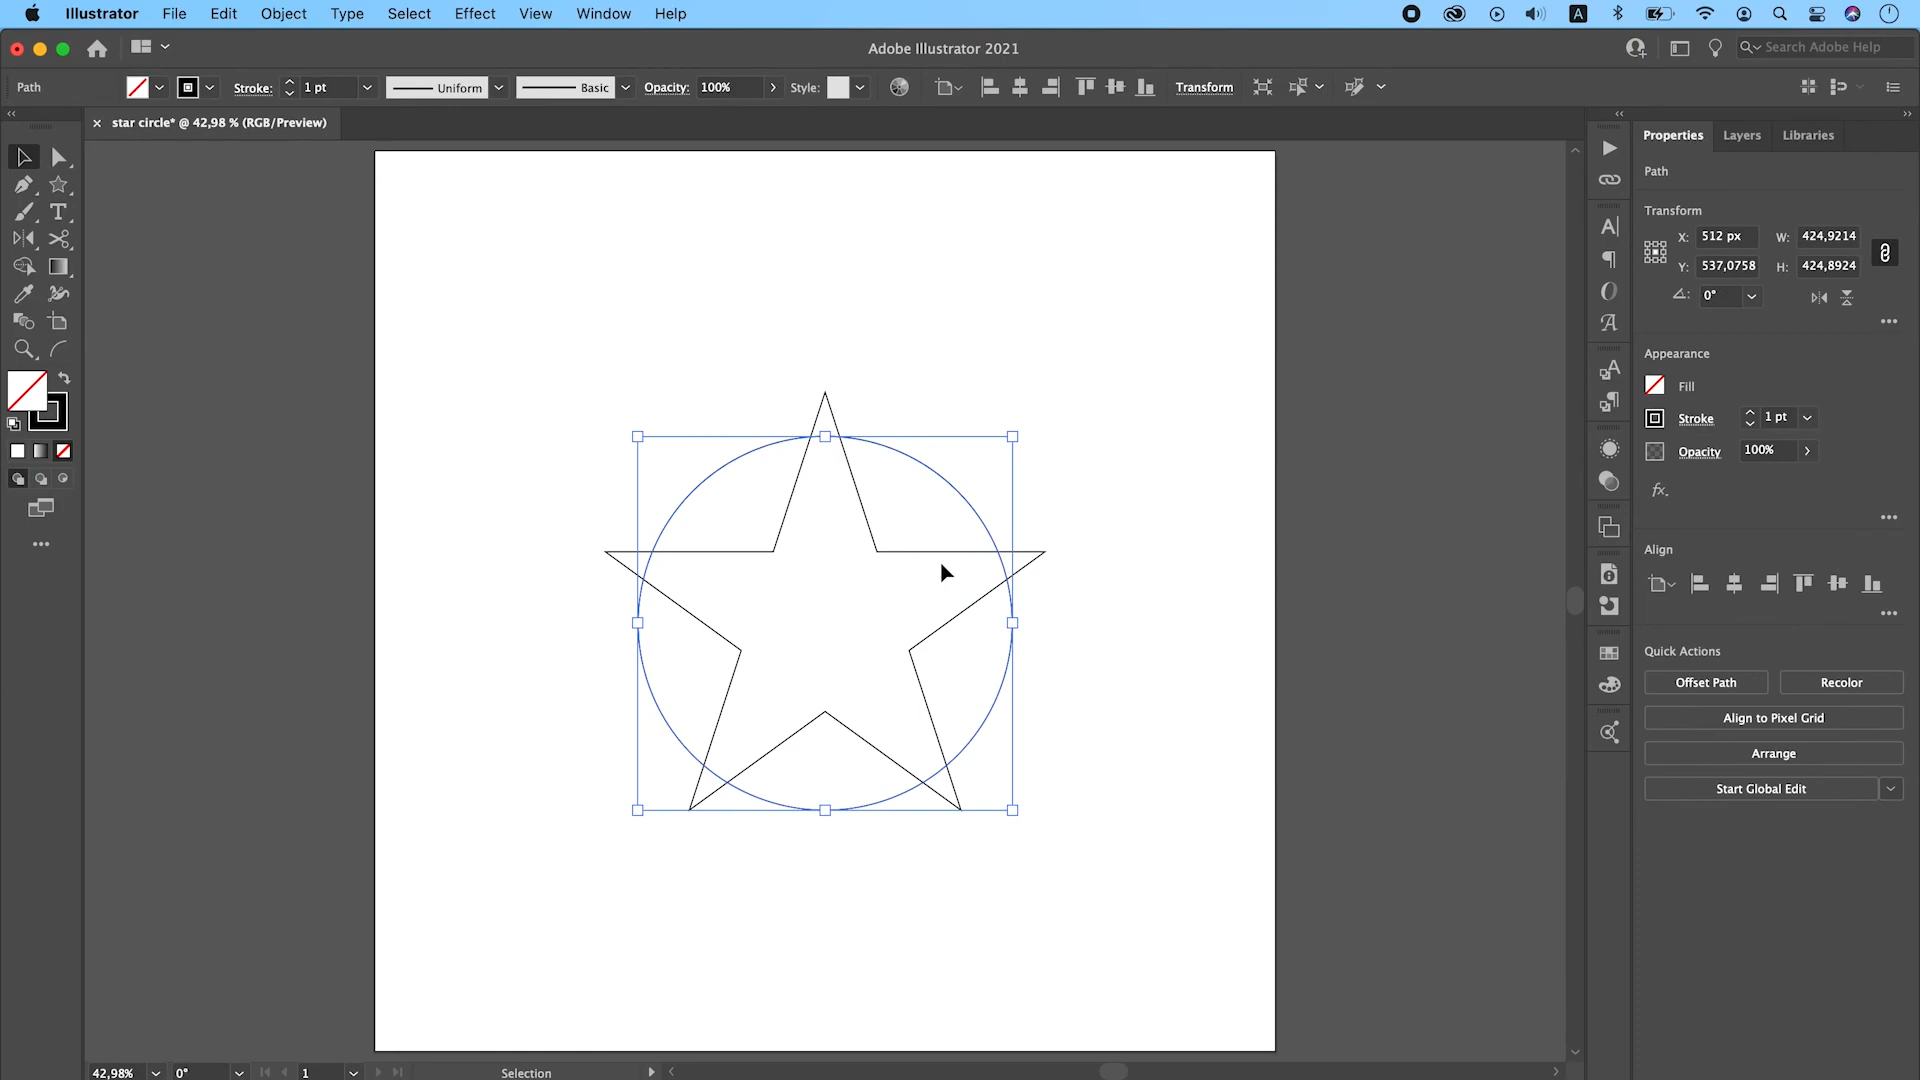 Illustrator File Edit Object Type Select Effect View Window Help
A
Adobe Illustrator 2021
Search Adobe Help
Path Stroke: 1 pt Uniform Basic Opacity: 100% Style: Transform
star circle* @ 42,98 % (RGB/Preview)
Properties Layers Libraries
Path
Transform
X: 512 px W: 424,9214
Y: 537,0758 H: 424,8924
0°
Appearance
Fill
Stroke 1 pt
Opacity 100%
fx.
Align
Quick Actions
Offset Path Recolor
Align to Pixel Grid
Arrange
Start Global Edit
42,98% 0° 1 Selection